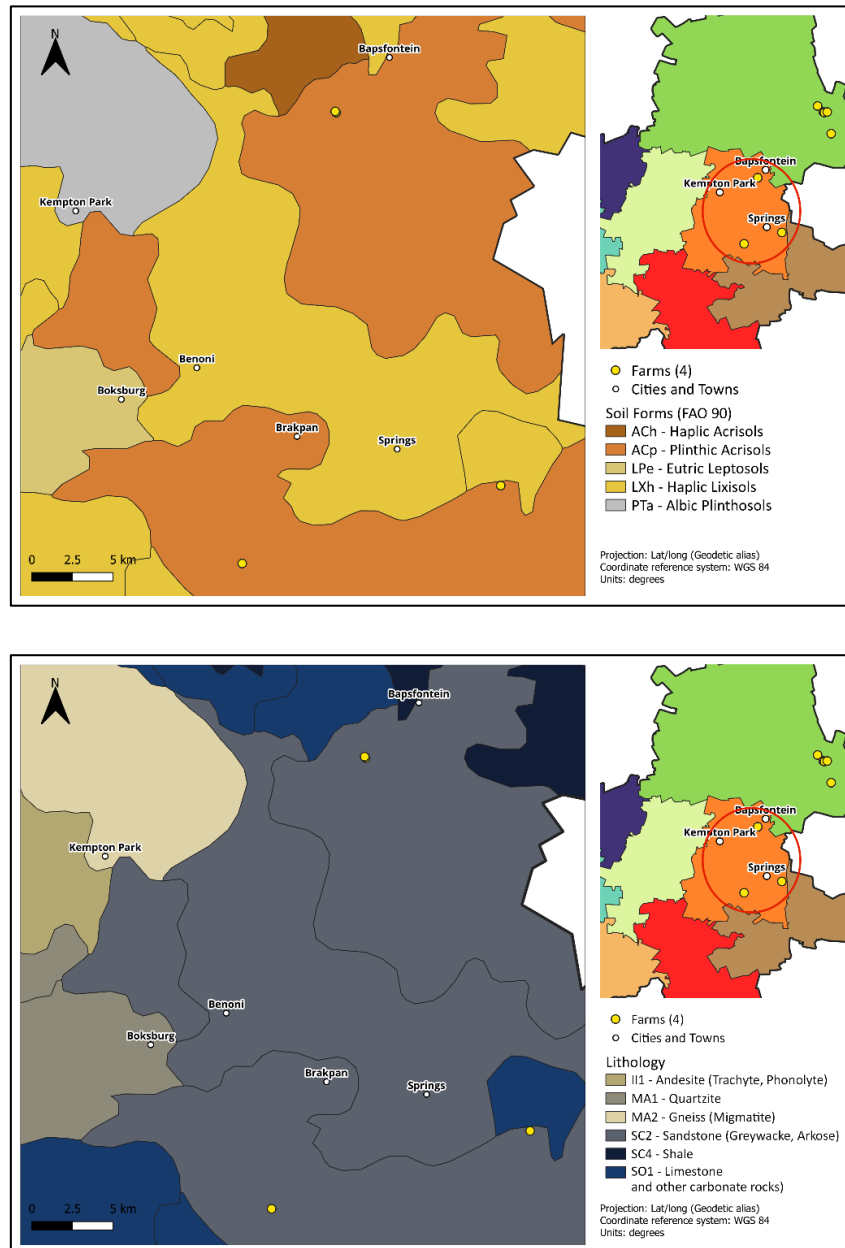 N
Bapsfontein
Kempton Park
Benoni
Boksburg
Brakpan
Springs
0 2.5 5 km
Bapsfontein
Kempton Park
Springs
Farms (4)
Cities and Towns
Soil Forms (FAO 90)
ACh - Haplic Acrisols
ACp - Plinthic Acrisols
LPe - Eutric Leptosols
LXh - Haplic Lixisols
PTa - Albic Plinthosols
Projection: Lat/long (Geodetic alias)
Coordinate reference system: WGS 84
Units: degrees
N
Bapsfontein
Kempton Park
Benoni
Boksburg
Brakpan
Springs
0 2.5 5 km
Bapsfontein
Kempton Park
Springs
Farms (4)
Cities and Towns
Lithology
II1 - Andesite (Trachyte, Phonolyte)
MA1 - Quartzite
MA2 - Gneiss (Migmatite)
SC2 - Sandstone (Greywacke, Arkose)
SC4 - Shale
SO1 - Limestone
and other carbonate rocks)
Projection: Lat/long (Geodetic alias)
Coordinate reference system: WGS 84
Units: degrees